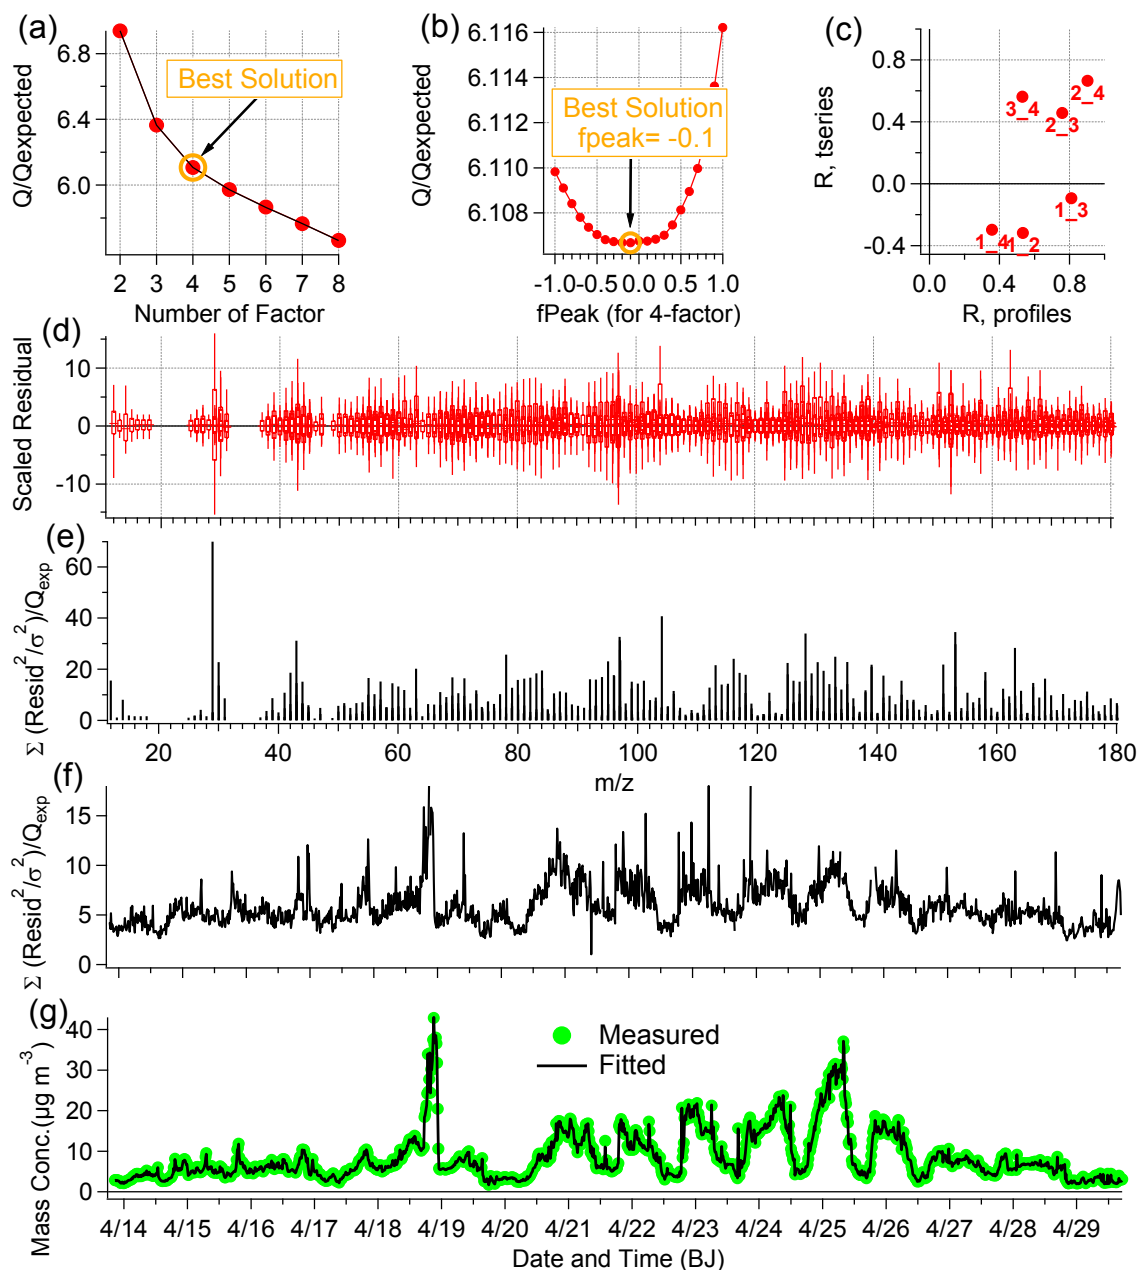 (a)
Q/Qexpected
6.8
6.4
6.0
Best Solution
2 3 4 5 6 7 8
Number of Factor
(b)
Q/Qexpected
6.116
6.114
6.112
6.110
6.108
Best Solution
fpeak= -0.1
-1.0 -0.5 0.0 0.5 1.0
fPeak (for 4-factor)
(c)
R, tseries
0.8
0.4
0.0
-0.4
3_4
2_4
2_3
1_3
1_4
1_2
0.0 0.4 0.8
R, profiles
(d)
Scaled Residual
10
0
-10
(e)
Σ (Resid²/σ²)/Qexp
60
40
20
0
20 40 60 80 100 120 140 160 180
m/z
(f)
Σ (Resid²/σ²)/Qexp
15
10
5
0
(g)
Mass Conc.(µg m⁻³)
40
30
20
10
0
Measured
Fitted
4/14 4/15 4/16 4/17 4/18 4/19 4/20 4/21 4/22 4/23 4/24 4/25 4/26 4/27 4/28 4/29
Date and Time (BJ)